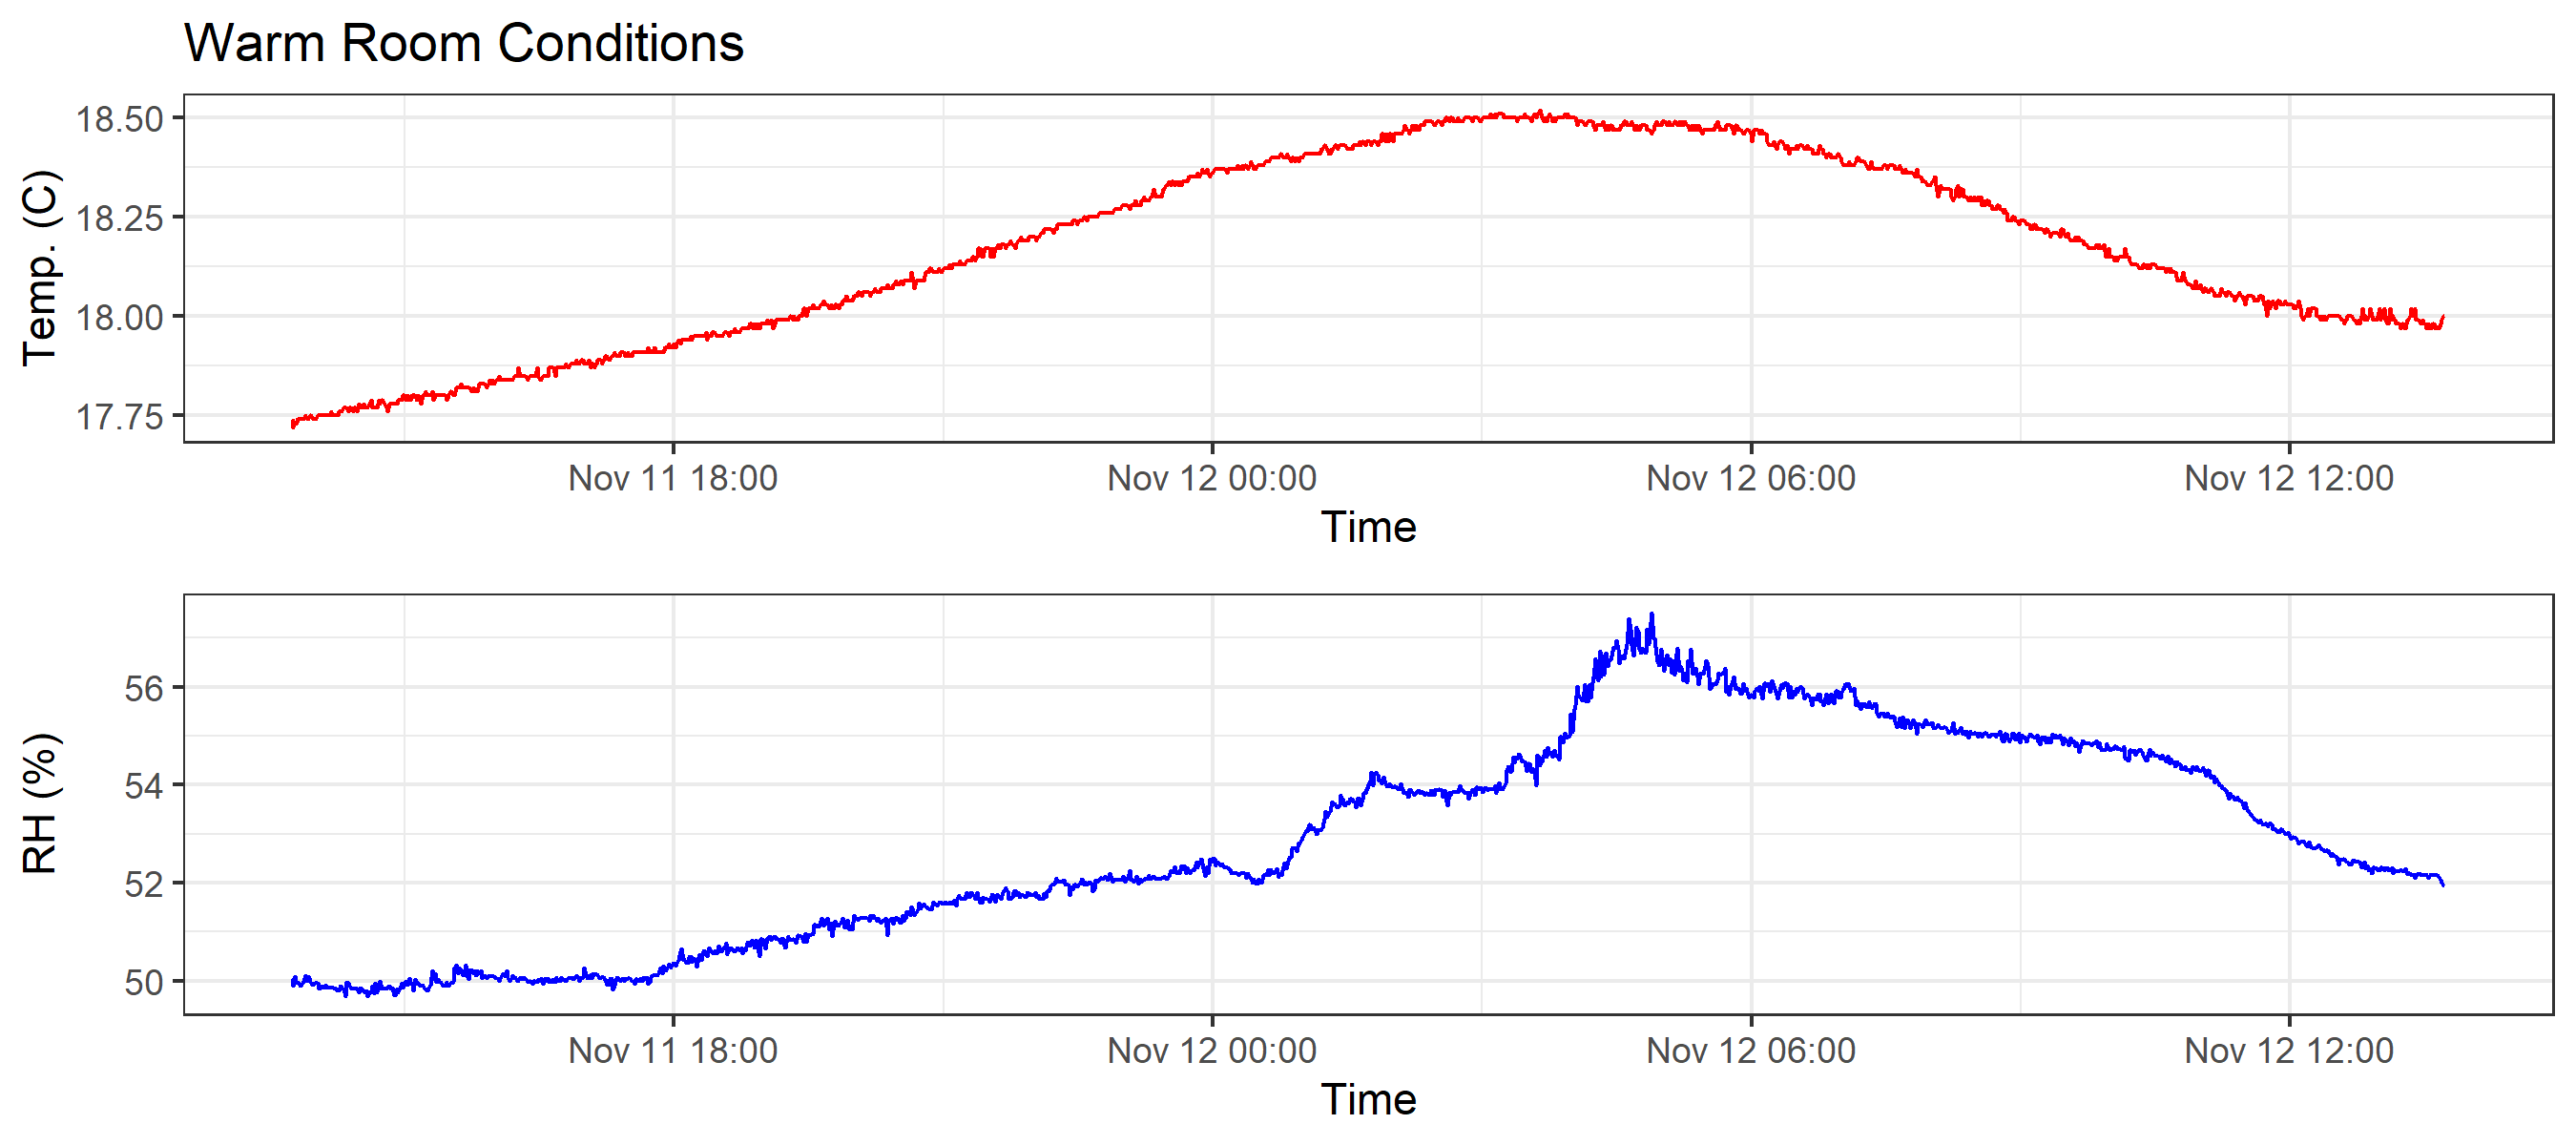 Warm Room Conditions
18.50
18.25
18.00
17.75
Temp. (C)
Nov 11 18:00 Nov 12 00:00 Nov 12 06:00 Nov 12 12:00
Time
56
54
52
50
RH (%)
Nov 11 18:00 Nov 12 00:00 Nov 12 06:00 Nov 12 12:00
Time